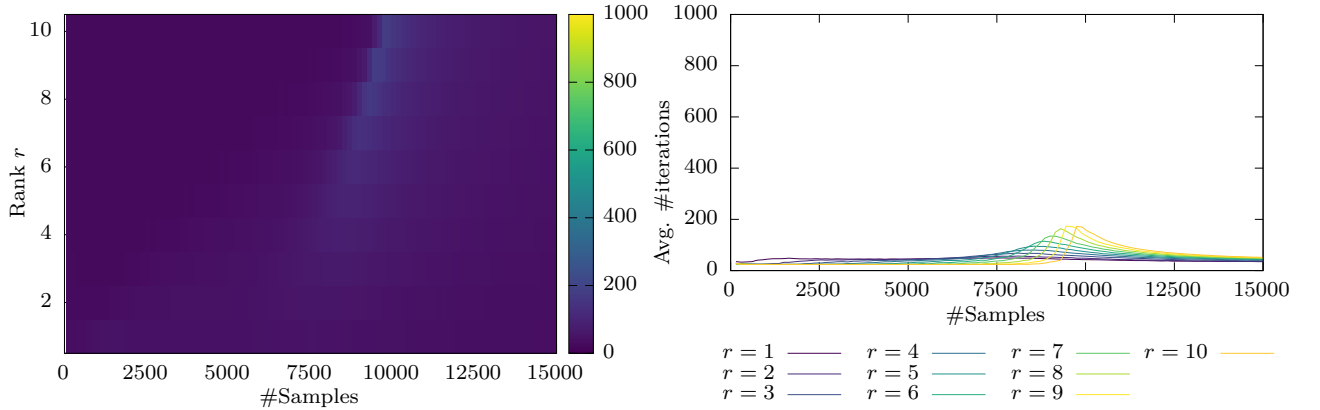 10
8
6
4
2
Rank r
0 2500 5000 7500 10000 12500 15000
#Samples
1000
800
600
400
200
0
1000
800
600
400
200
0
Avg. #iterations
0 2500 5000 7500 10000 12500 15000
#Samples
r = 1 r = 4 r = 7 r = 10
r = 2 r = 5 r = 8
r = 3 r = 6 r = 9